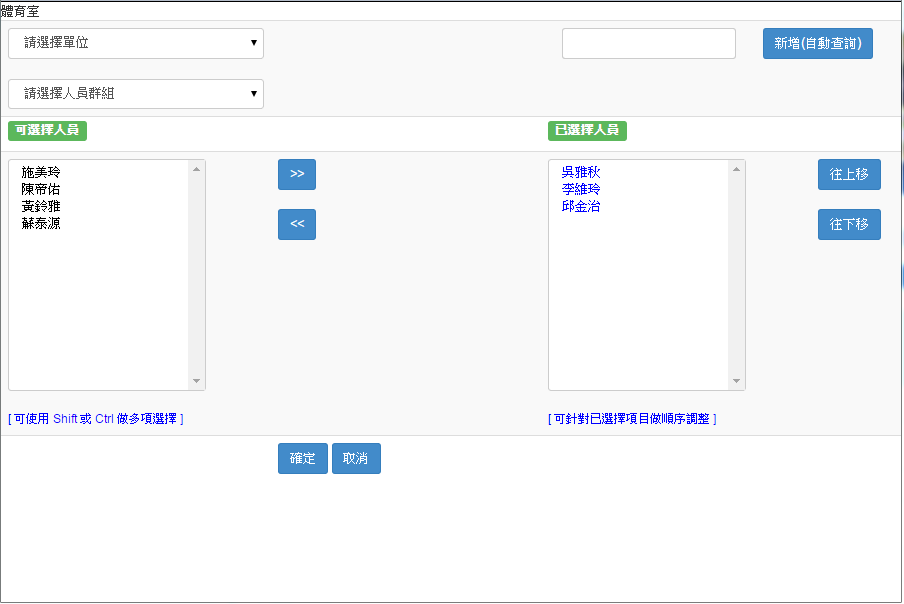 體育室
請選擇單位
新增(自動查詢)
請選擇人員群組
可選擇人員
已選擇人員
施美玲
陳帝佑
黃鈴雅
蘇泰源
>>
<<
吳雅秋
李維玲
邱金治
往上移
往下移
[ 可使用 Shift 或 Ctrl 做多項選擇 ]
[ 可針對已選擇項目做順序調整 ]
確定
取消